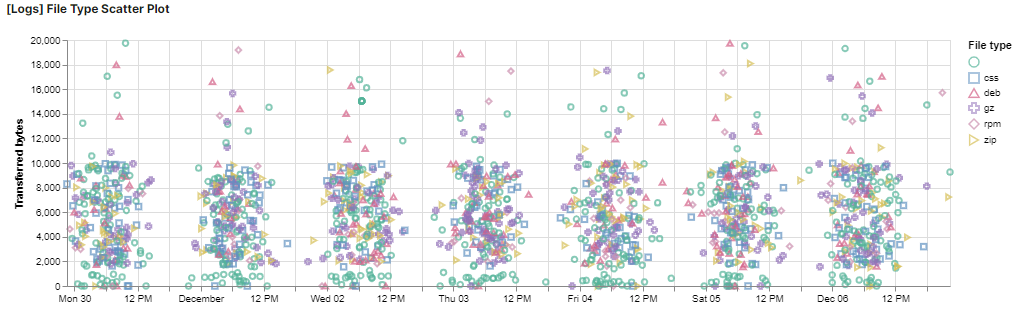 [Logs] File Type Scatter Plot
20,000
18,000
16,000
14,000
12,000
10,000
8,000
6,000
4,000
2,000
0
Transferred bytes
Mon 30 12 PM December 12 PM Wed 02 12 PM Thu 03 12 PM Fri 04 12 PM Sat 05 12 PM Dec 06 12 PM
File type
css
deb
gz
rpm
zip